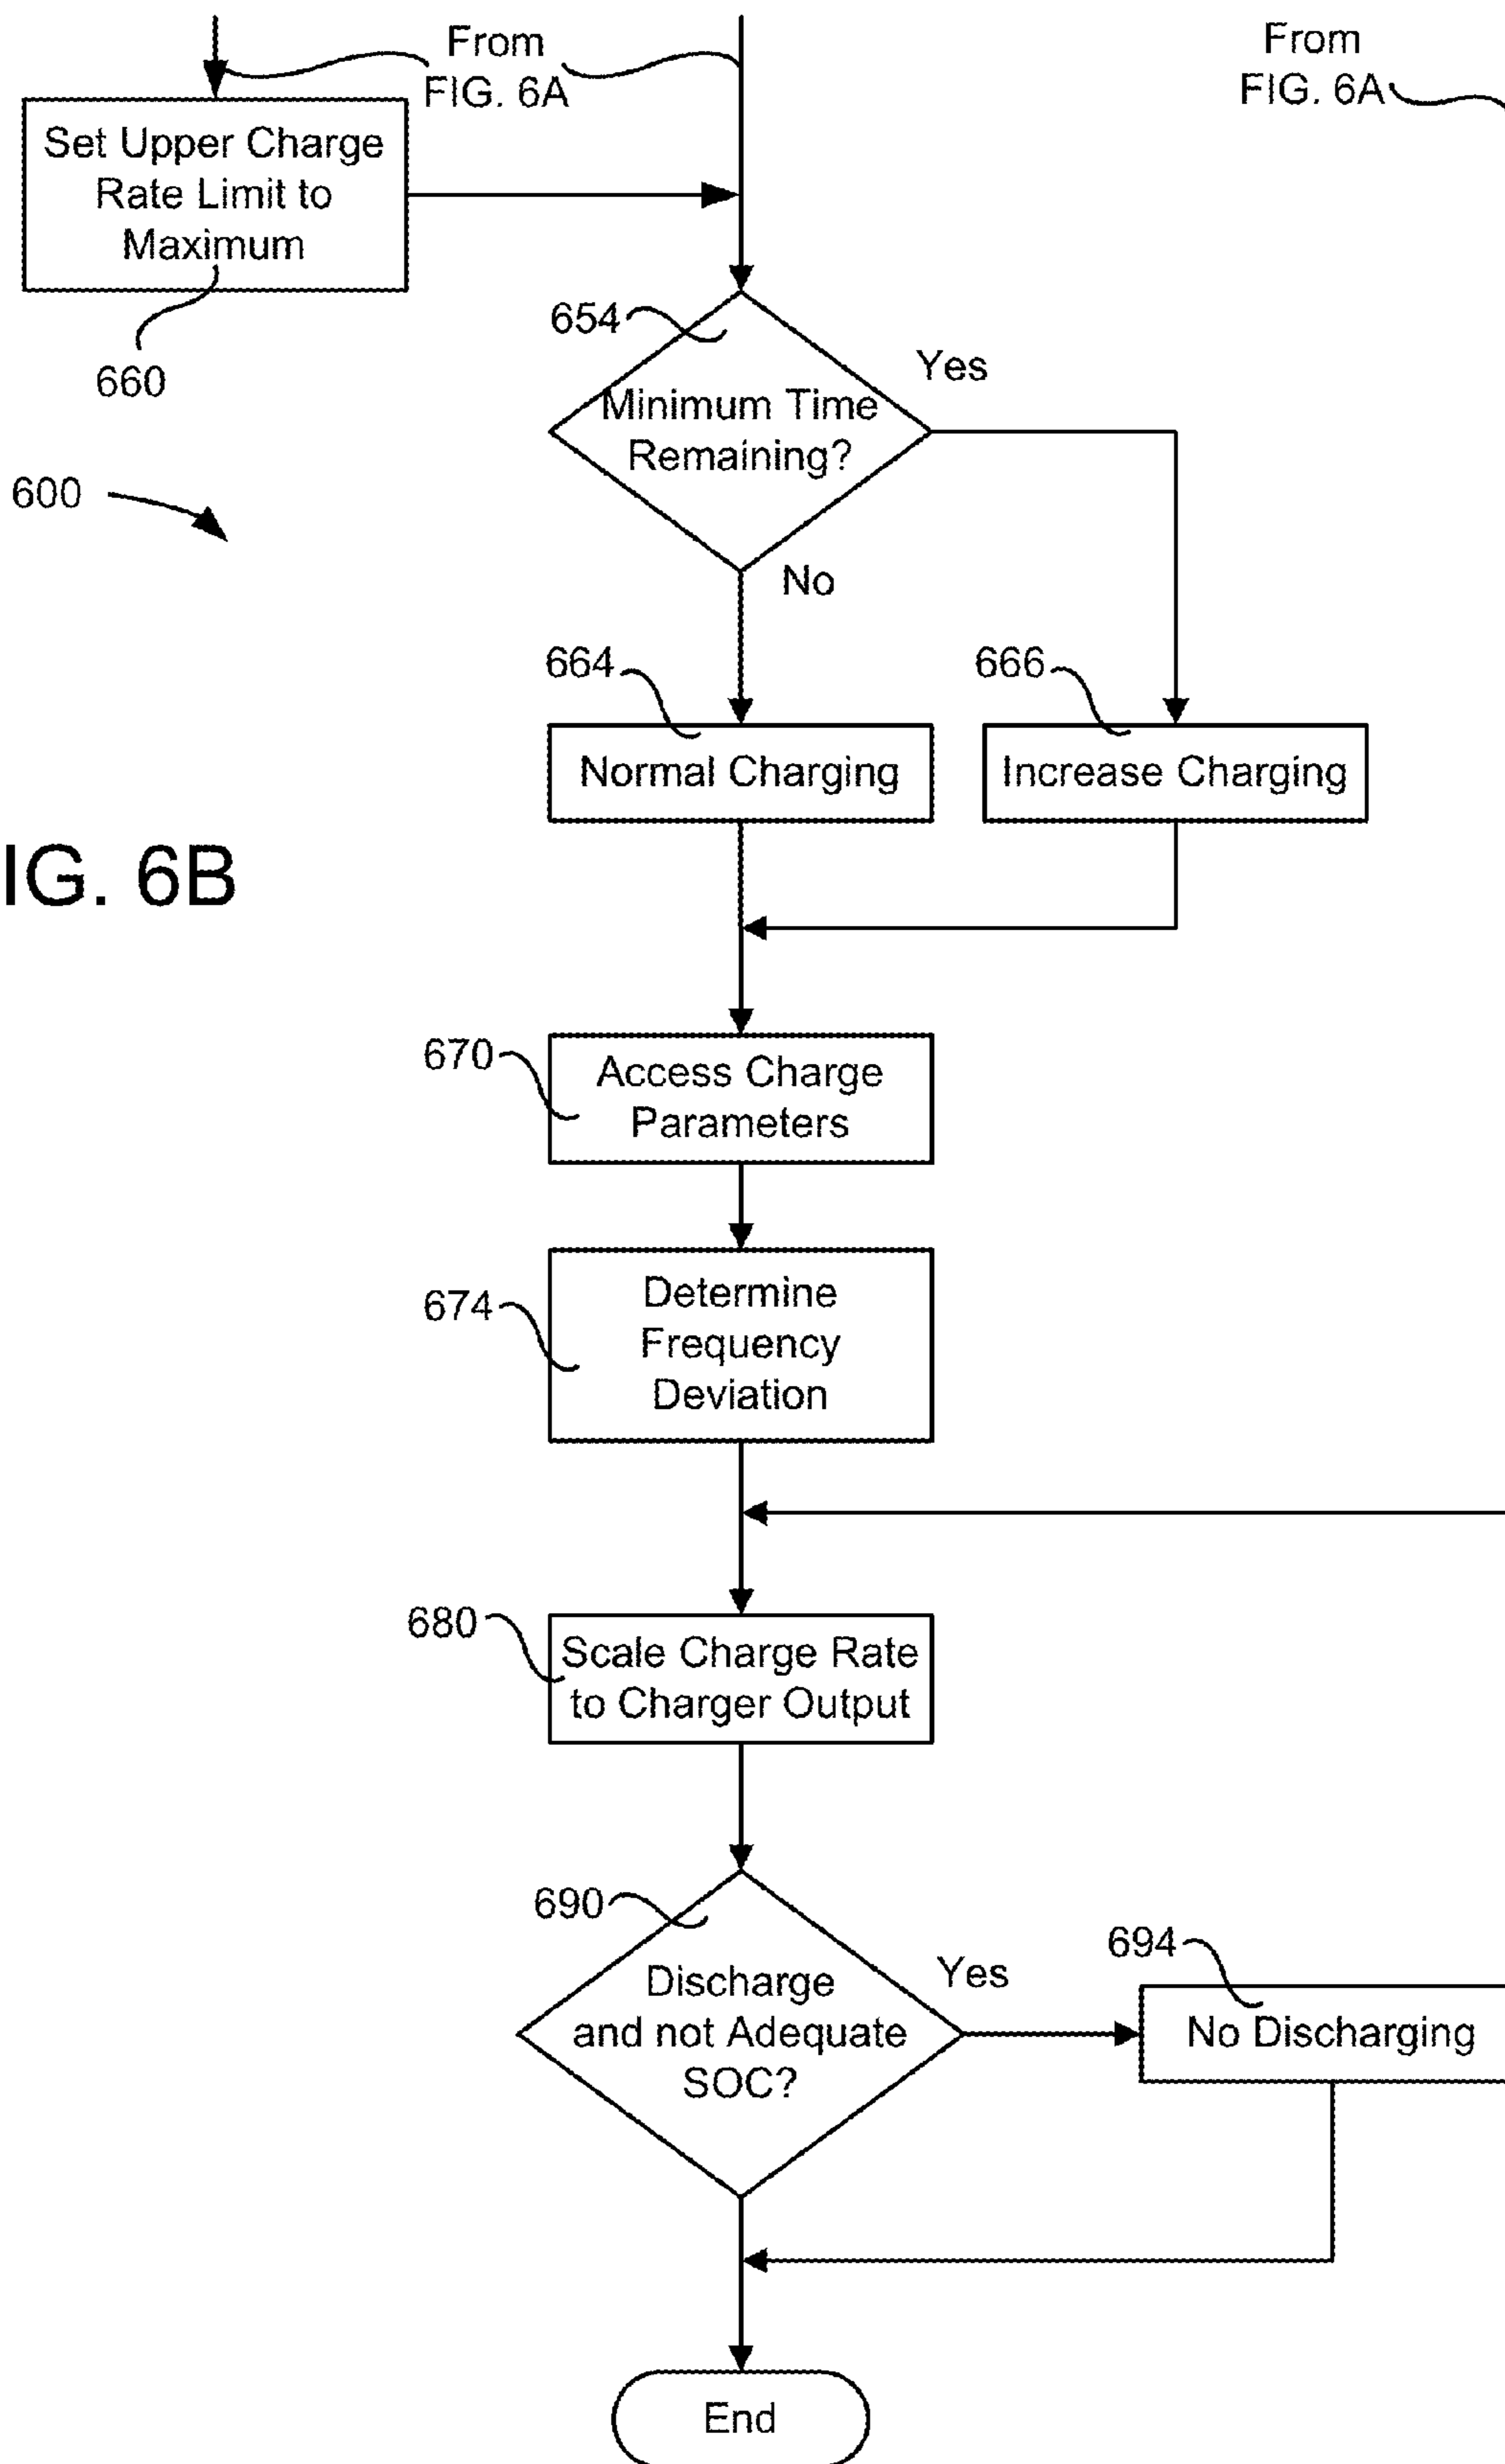 From
FIG. 6A
From
FIG. 6A
Set Upper Charge
Rate Limit to
Maximum
660
654
Minimum Time
Remaining?
Yes
No
600
664
Normal Charging
666
Increase Charging
IG. 6B
670
Access Charge
Parameters
674
Determine
Frequency
Deviation
680
Scale Charge Rate
to Charger Output
690
Discharge
and not Adequate
SOC?
Yes
694
No Discharging
End